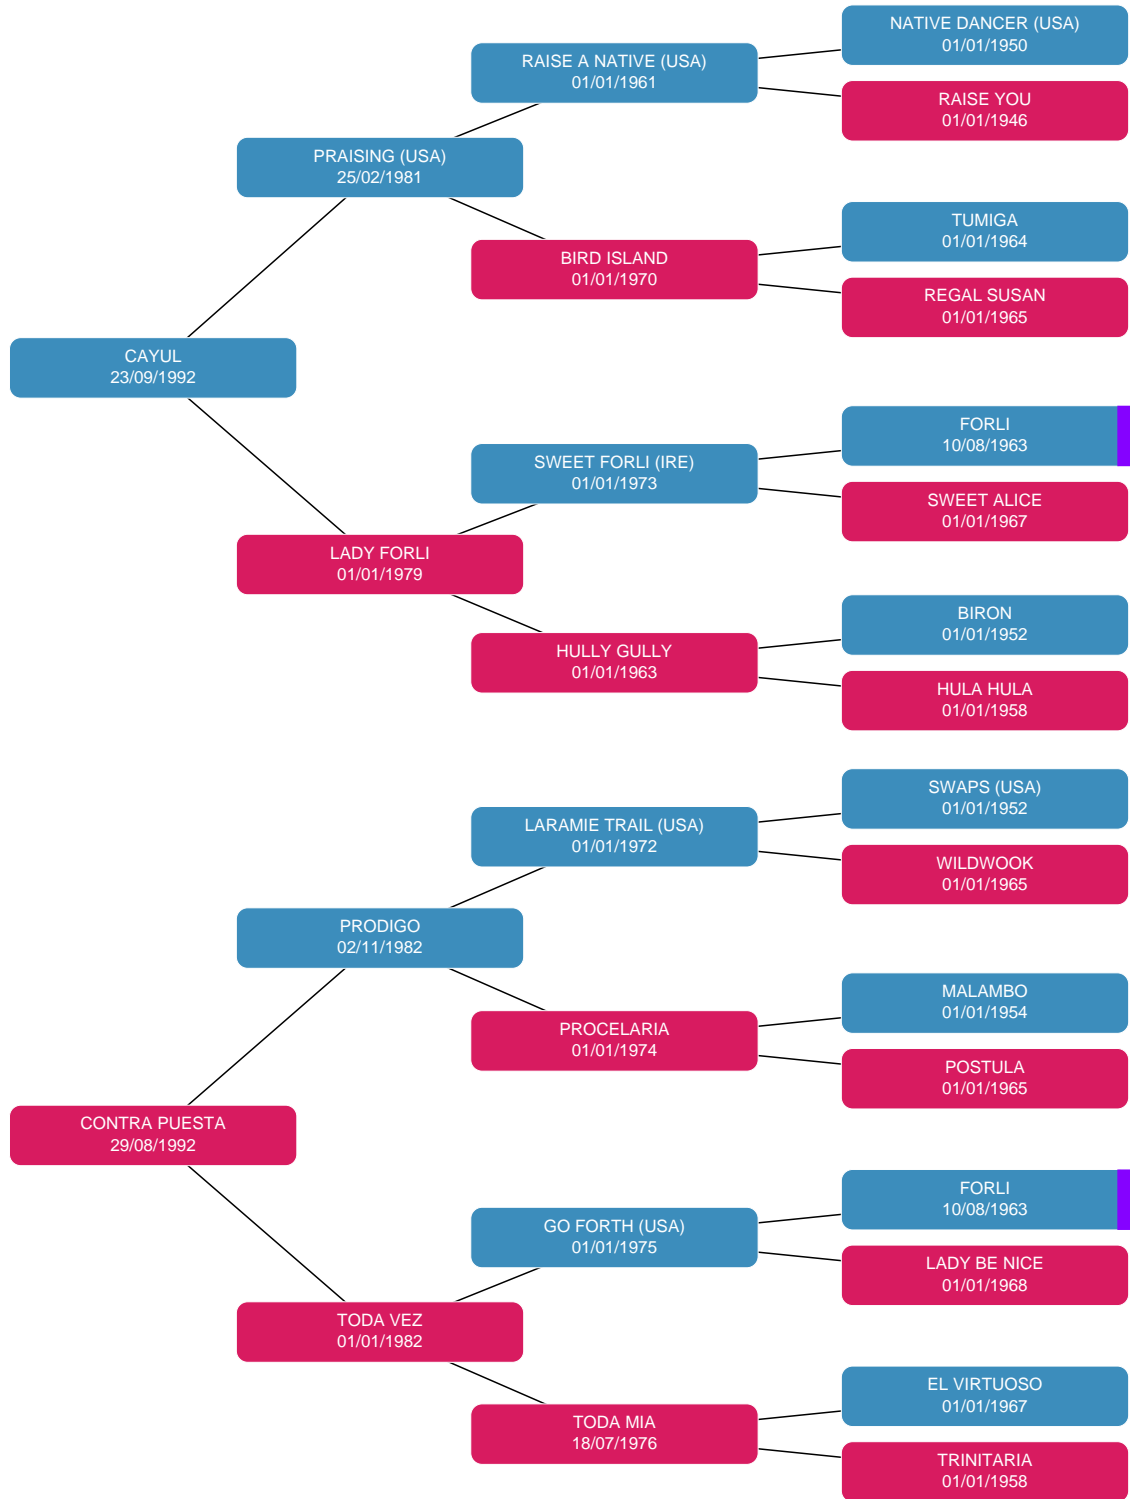 NATIVE DANCER (USA)
01/01/1950
RAISE A NATIVE (USA)
01/01/1961
RAISE YOU
01/01/1946
PRAISING (USA)
25/02/1981
TUMIGA
01/01/1964
BIRD ISLAND
01/01/1970
REGAL SUSAN
01/01/1965
CAYUL
23/09/1992
FORLI
10/08/1963
SWEET FORLI (IRE)
01/01/1973
SWEET ALICE
01/01/1967
LADY FORLI
01/01/1979
BIRON
01/01/1952
HULLY GULLY
01/01/1963
HULA HULA
01/01/1958
SWAPS (USA)
01/01/1952
LARAMIE TRAIL (USA)
01/01/1972
WILDWOOK
01/01/1965
PRODIGO
02/11/1982
MALAMBO
01/01/1954
PROCELARIA
01/01/1974
POSTULA
01/01/1965
CONTRA PUESTA
29/08/1992
FORLI
10/08/1963
GO FORTH (USA)
01/01/1975
LADY BE NICE
01/01/1968
TODA VEZ
01/01/1982
EL VIRTUOSO
01/01/1967
TODA MIA
18/07/1976
TRINITARIA
01/01/1958